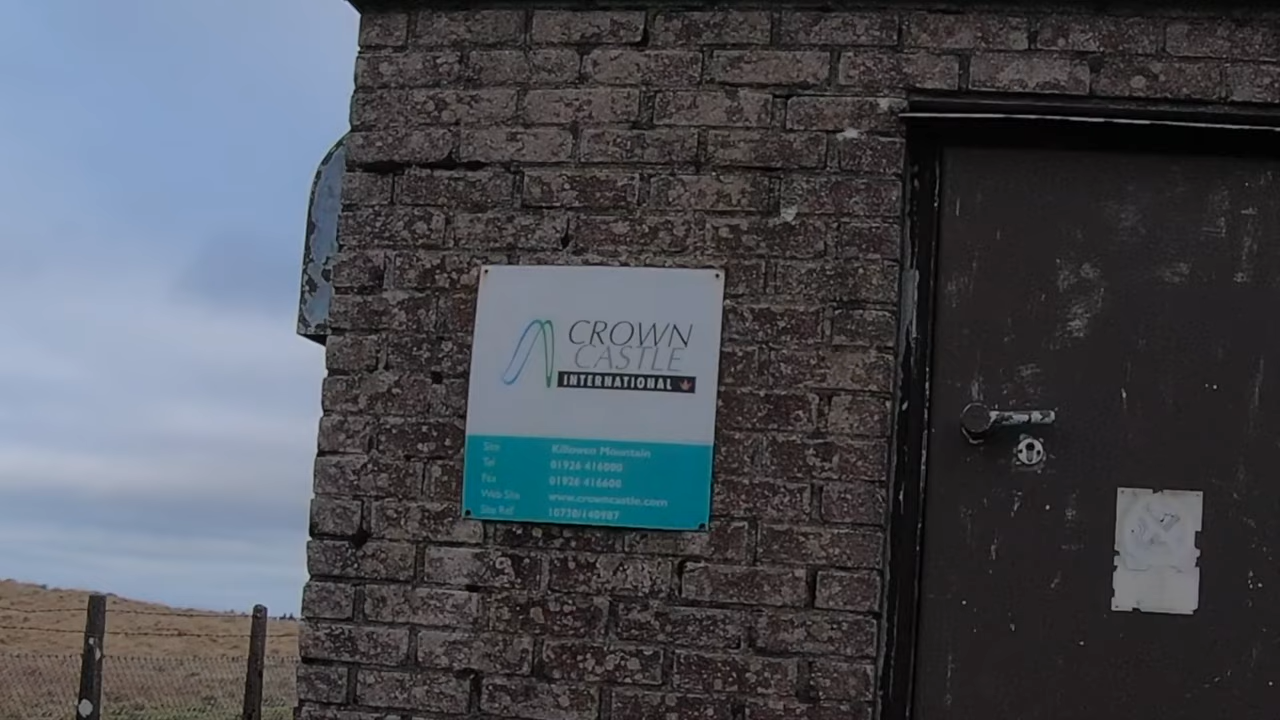 CROWN
CASTLE
INTERNATIONAL
Site Killowen Mountain
Tel 01926 416000
Fax 01926 416600
Web Site www.crowncastle.com
Site Ref 10730/140987